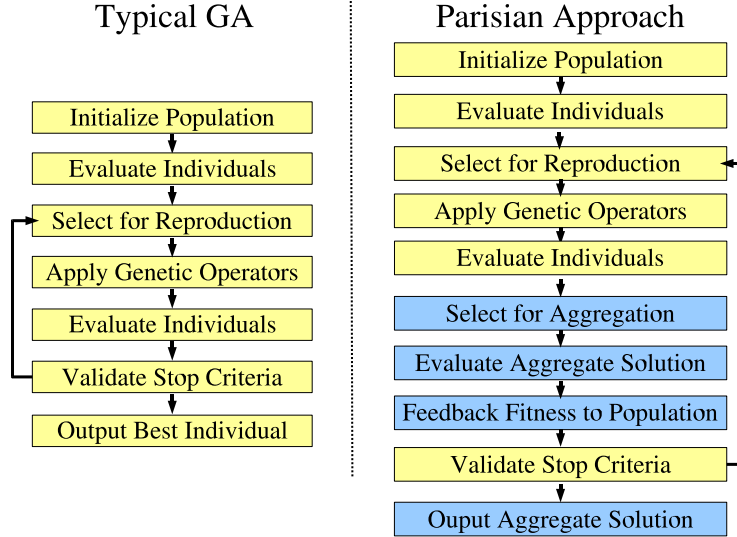 Typical GA
Initialize Population
Evaluate Individuals
Select for Reproduction
Apply Genetic Operators
Evaluate Individuals
Validate Stop Criteria
Output Best Individual
Parisian Approach
Initialize Population
Evaluate Individuals
Select for Reproduction
Apply Genetic Operators
Evaluate Individuals
Select for Aggregation
Evaluate Aggregate Solution
Feedback Fitness to Population
Validate Stop Criteria
Ouput Aggregate Solution